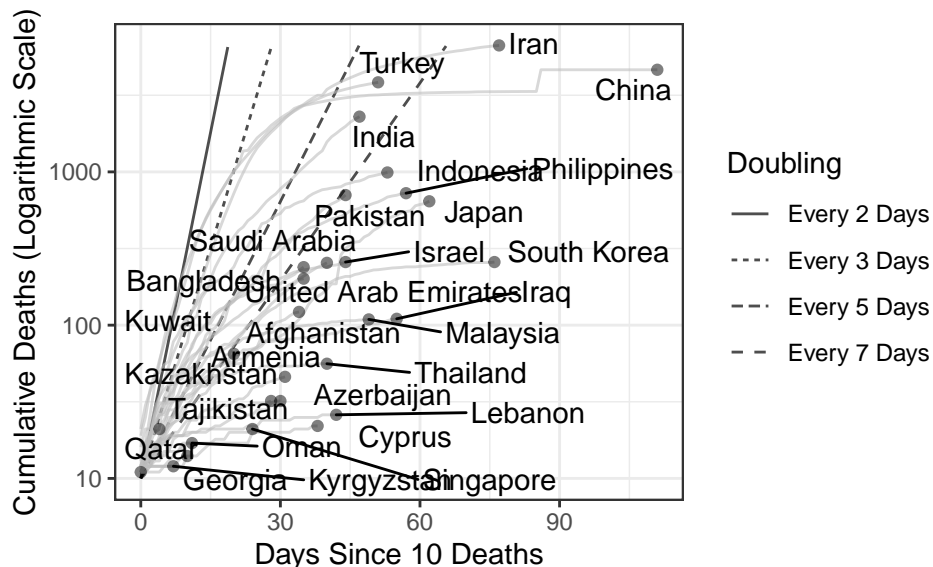 Cumulative Deaths (Logarithmic Scale)
Iran
Turkey
China
India
1000
Indonesia
Philippines
Pakistan
Japan
Saudi Arabia
Israel
South Korea
Bangladesh
United Arab Emirates
Iraq
Kuwait
100
Afghanistan
Malaysia
Armenia
Kazakhstan
Thailand
Azerbaijan
Tajikistan
Lebanon
Cyprus
Qatar
Oman
10
Georgia
Kyrgyzstan
Singapore
0
30
60
90
Days Since 10 Deaths
Doubling
Every 2 Days
Every 3 Days
Every 5 Days
Every 7 Days